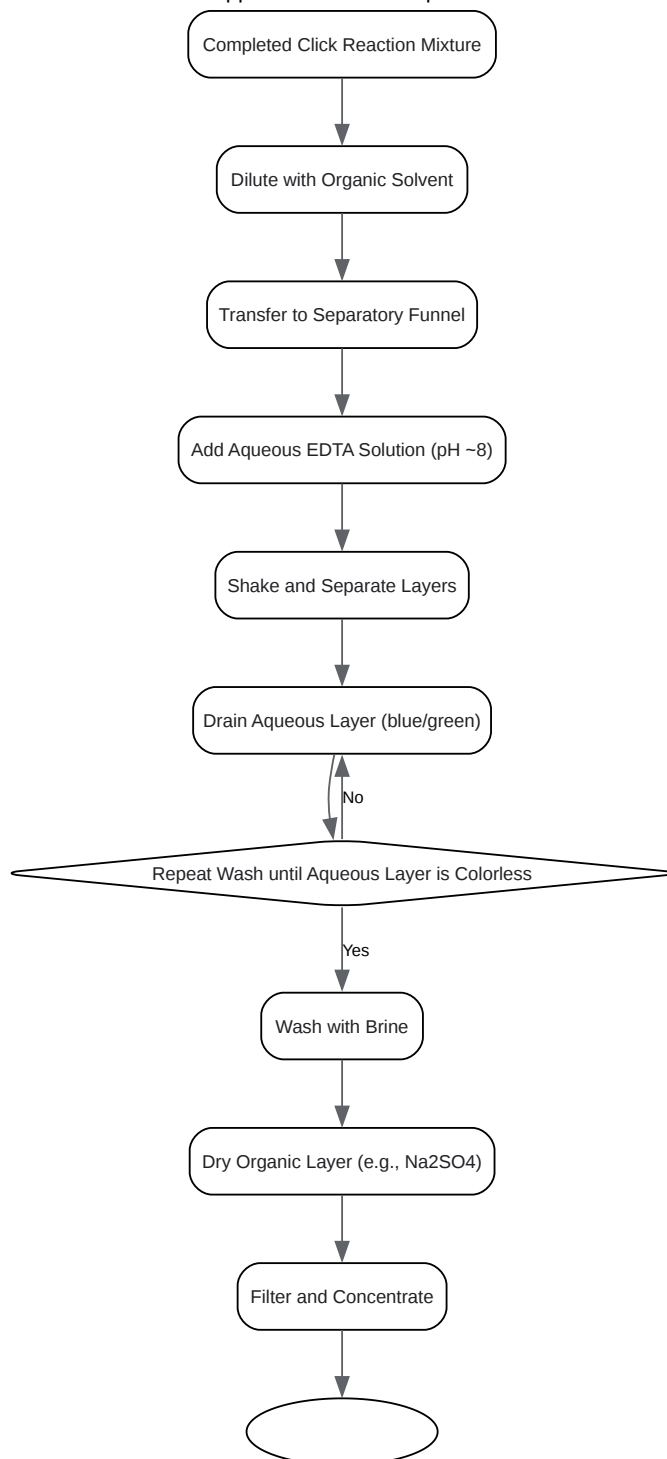 Completed Click Reaction Mixture
Dilute with Organic Solvent
Transfer to Separatory Funnel
Add Aqueous EDTA Solution (pH ~8)
Shake and Separate Layers
Drain Aqueous Layer (blue/green)
No
Repeat Wash until Aqueous Layer is Colorless
Yes
Wash with Brine
Dry Organic Layer (e.g., Na2SO4)
Filter and Concentrate